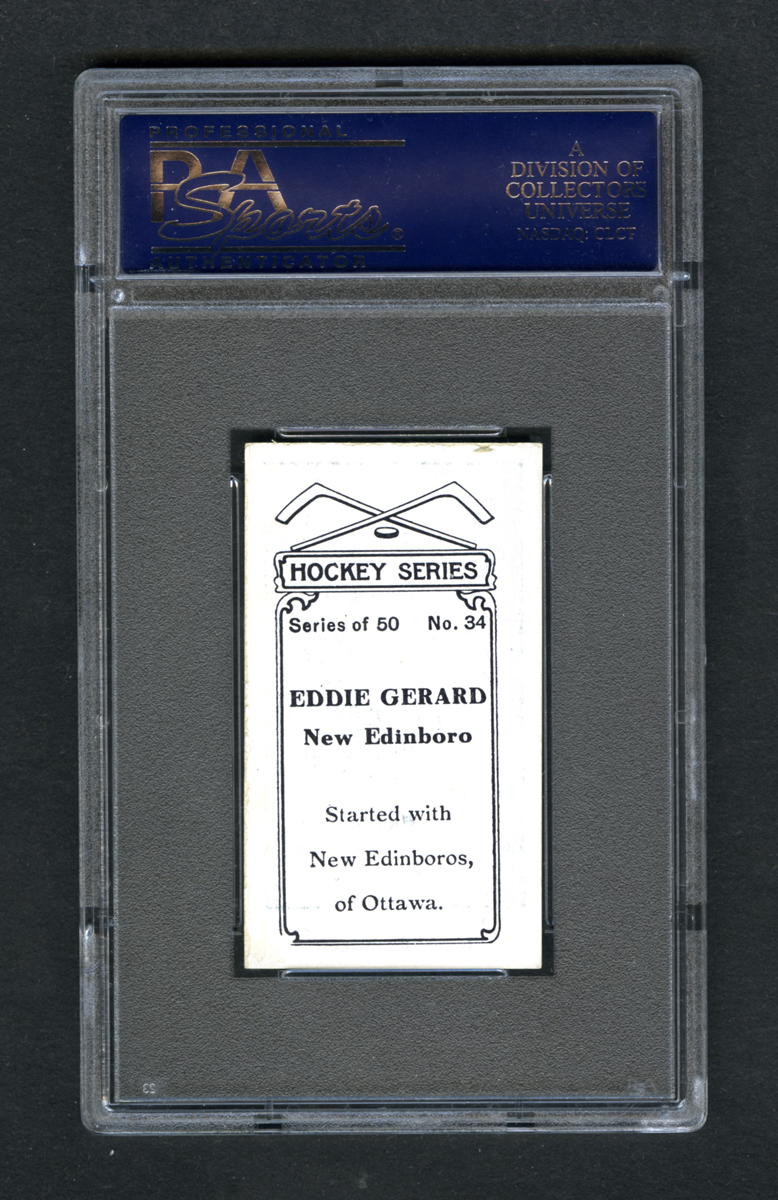 PROFESSIONAL
PSA
Sports®
AUTHENTICATOR
A
DIVISION OF
COLLECTORS
UNIVERSE
NASDAQ: CLCT
HOCKEY SERIES
Series of 50 No. 34
EDDIE GERARD
New Edinboro
Started with
New Edinboros,
of Ottawa.